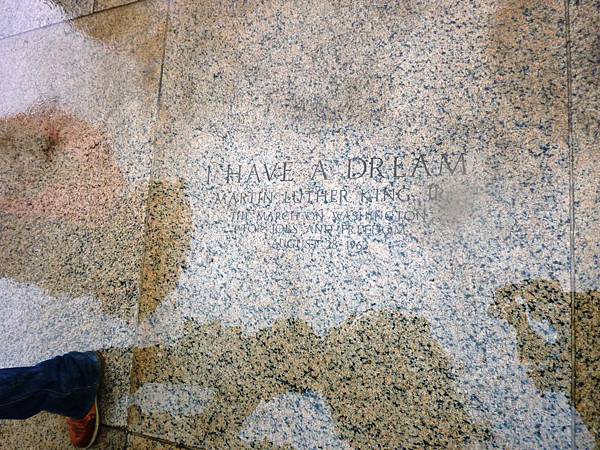 I HAVE A DREAM
MARTIN LUTHER KING, JR.
THE MARCH ON WASHINGTON
FOR JOBS AND FREEDOM
AUGUST 28, 1963